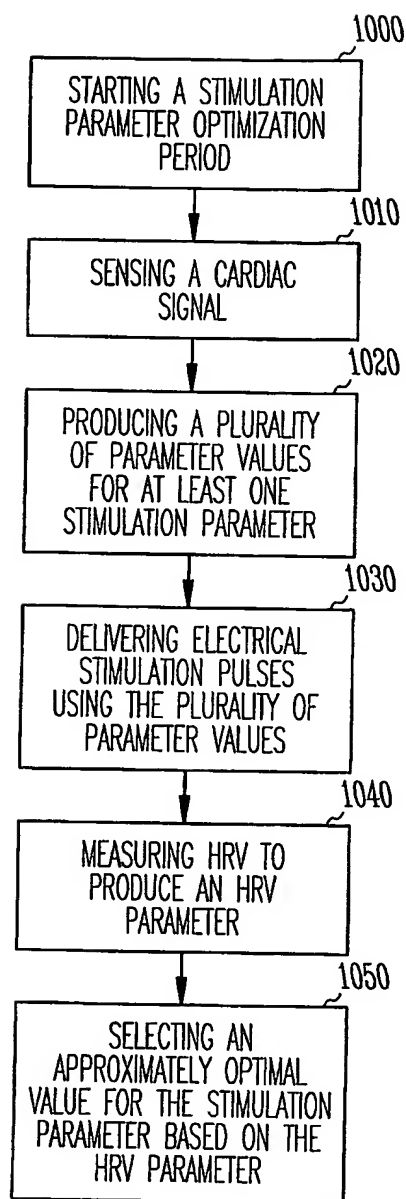 1000
STARTING A STIMULATION
PARAMETER OPTIMIZATION
PERIOD
1010
SENSING A CARDIAC
SIGNAL
1020
PRODUCING A PLURALITY
OF PARAMETER VALUES
FOR AT LEAST ONE
STIMULATION PARAMETER
1030
DELIVERING ELECTRICAL
STIMULATION PULSES
USING THE PLURALITY OF
PARAMETER VALUES
1040
MEASURING HRV TO
PRODUCE AN HRV
PARAMETER
1050
SELECTING AN
APPROXIMATELY OPTIMAL
VALUE FOR THE STIMULATION
PARAMETER BASED ON THE
HRV PARAMETER